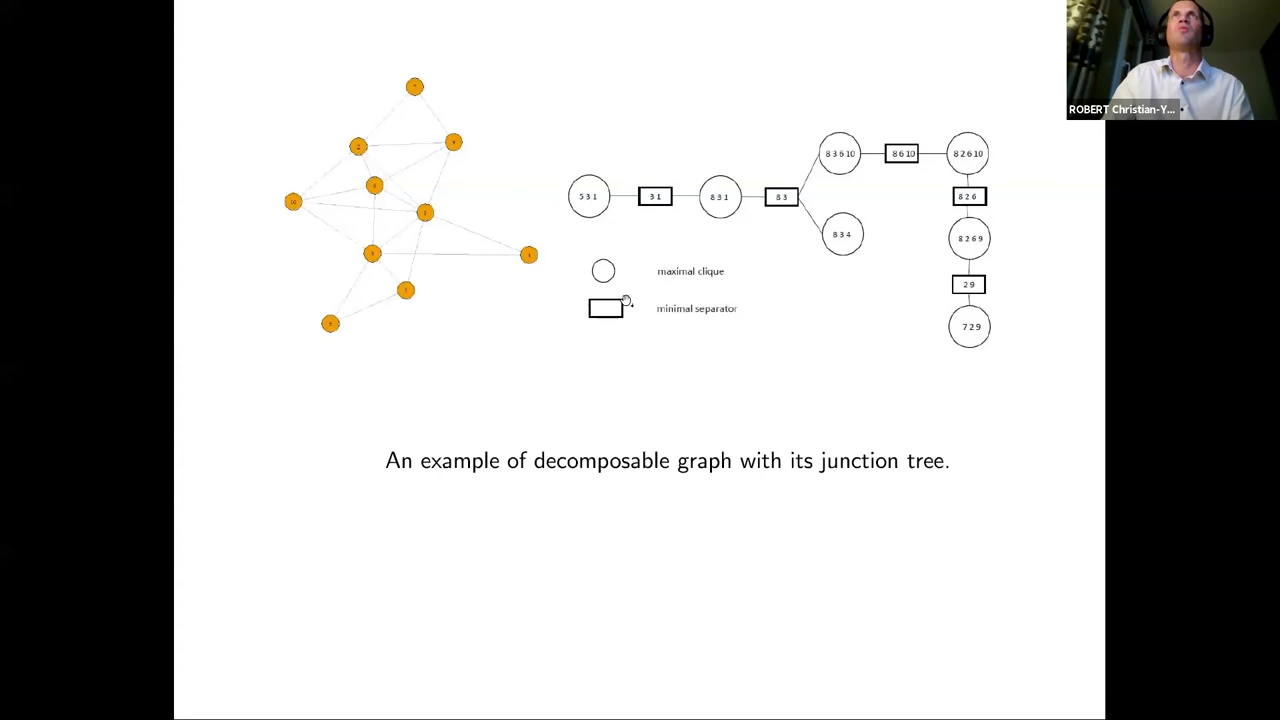 ROBERT Christian-Y...
2
10
8 3 6 10
8 6 10
8 2 6 10
5 3 1
3 1
8 3 1
8 3
8 2 6
8 3 4
8 2 6 9
maximal clique
2 9
minimal separator
7 2 9
An example of decomposable graph with its junction tree.